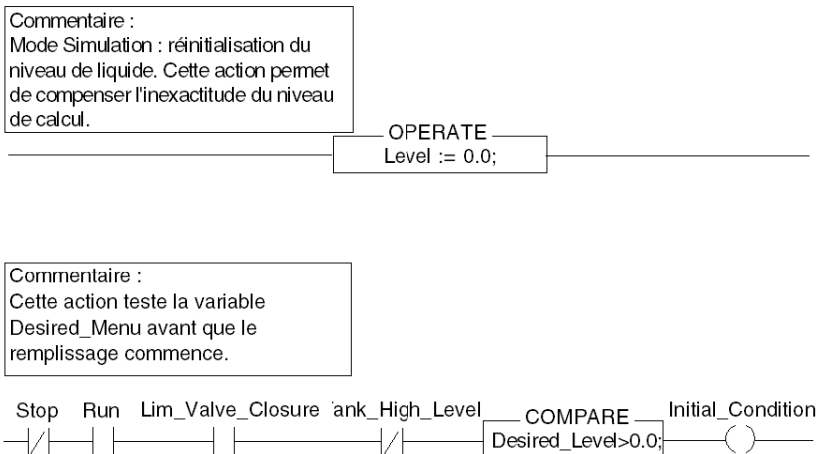 Commentaire :
Mode Simulation : réinitialisation du
niveau de liquide. Cette action permet
de compenser l'inexactitude du niveau
de calcul.
OPERATE
Level := 0.0;
Commentaire :
Cette action teste la variable
Desired_Menu avant que le
remplissage commence.
Stop Run Lim_Valve_Closure ank_High_Level COMPARE Initial_Condition
Desired_Level>0.0;